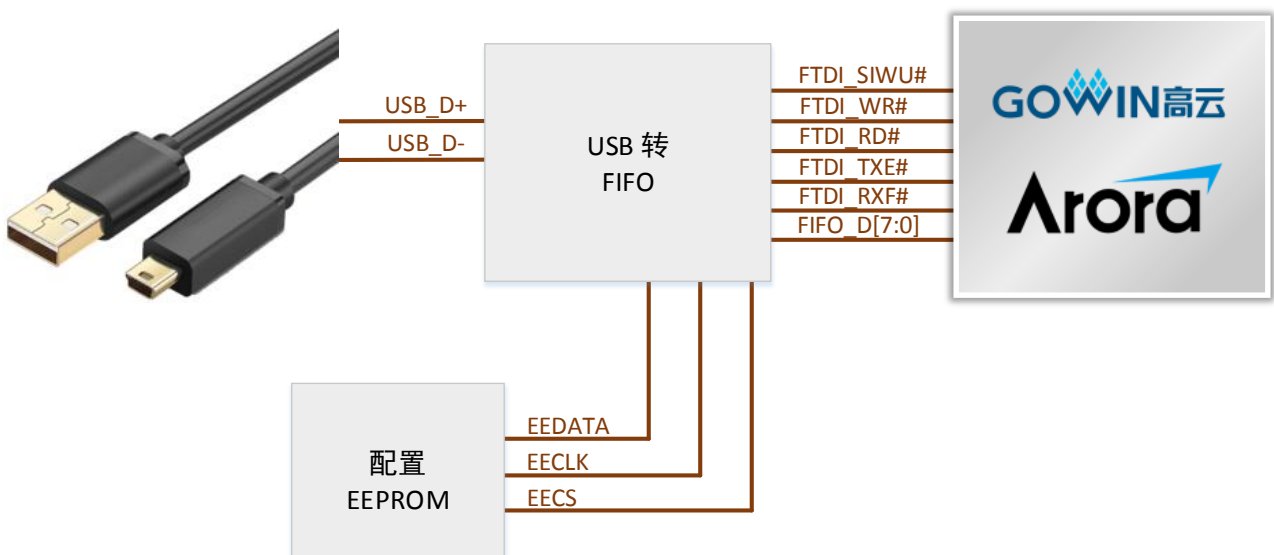 USB_D+
USB_D-
USB 转
FIFO
FTDI_SIWU#
FTDI_WR#
FTDI_RD#
FTDI_TXE#
FTDI_RXF#
FIFO_D[7:0]
GOWIN高云
Arora
配置
EEPROM
EEDATA
EECLK
EECS